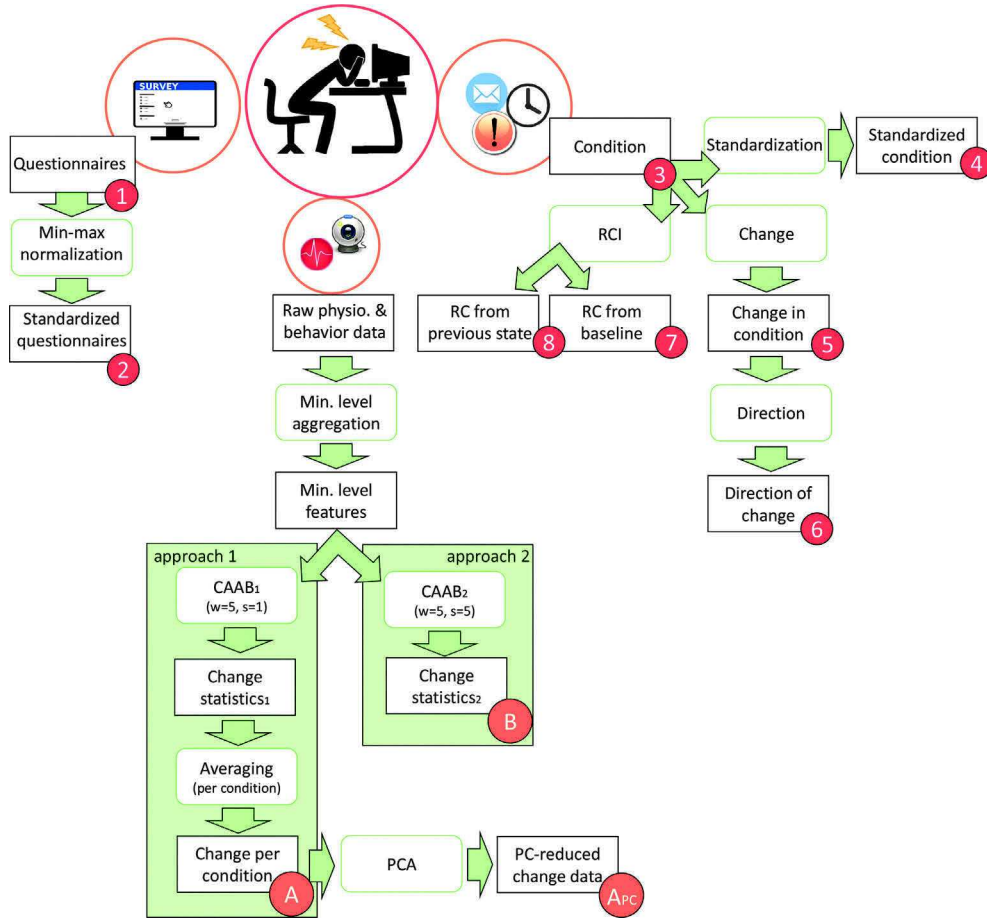 SURVEY
Questionnaires
1
Min-max
normalization
Standardized
questionnaires
2
Condition
3
Standardization
Standardized
condition
4
RCI
Change
RC from
previous state
8
RC from
baseline
7
Change in
condition
5
Direction
Direction of
change
6
Raw physio. &
behavior data
Min. level
aggregation
Min. level
features
approach 1
CAAB1
(w=5, s=1)
Change
statistics1
Averaging
(per condition)
Change per
condition
A
approach 2
CAAB2
(w=5, s=5)
Change
statistics2
B
PCA
PC-reduced
change data
APC